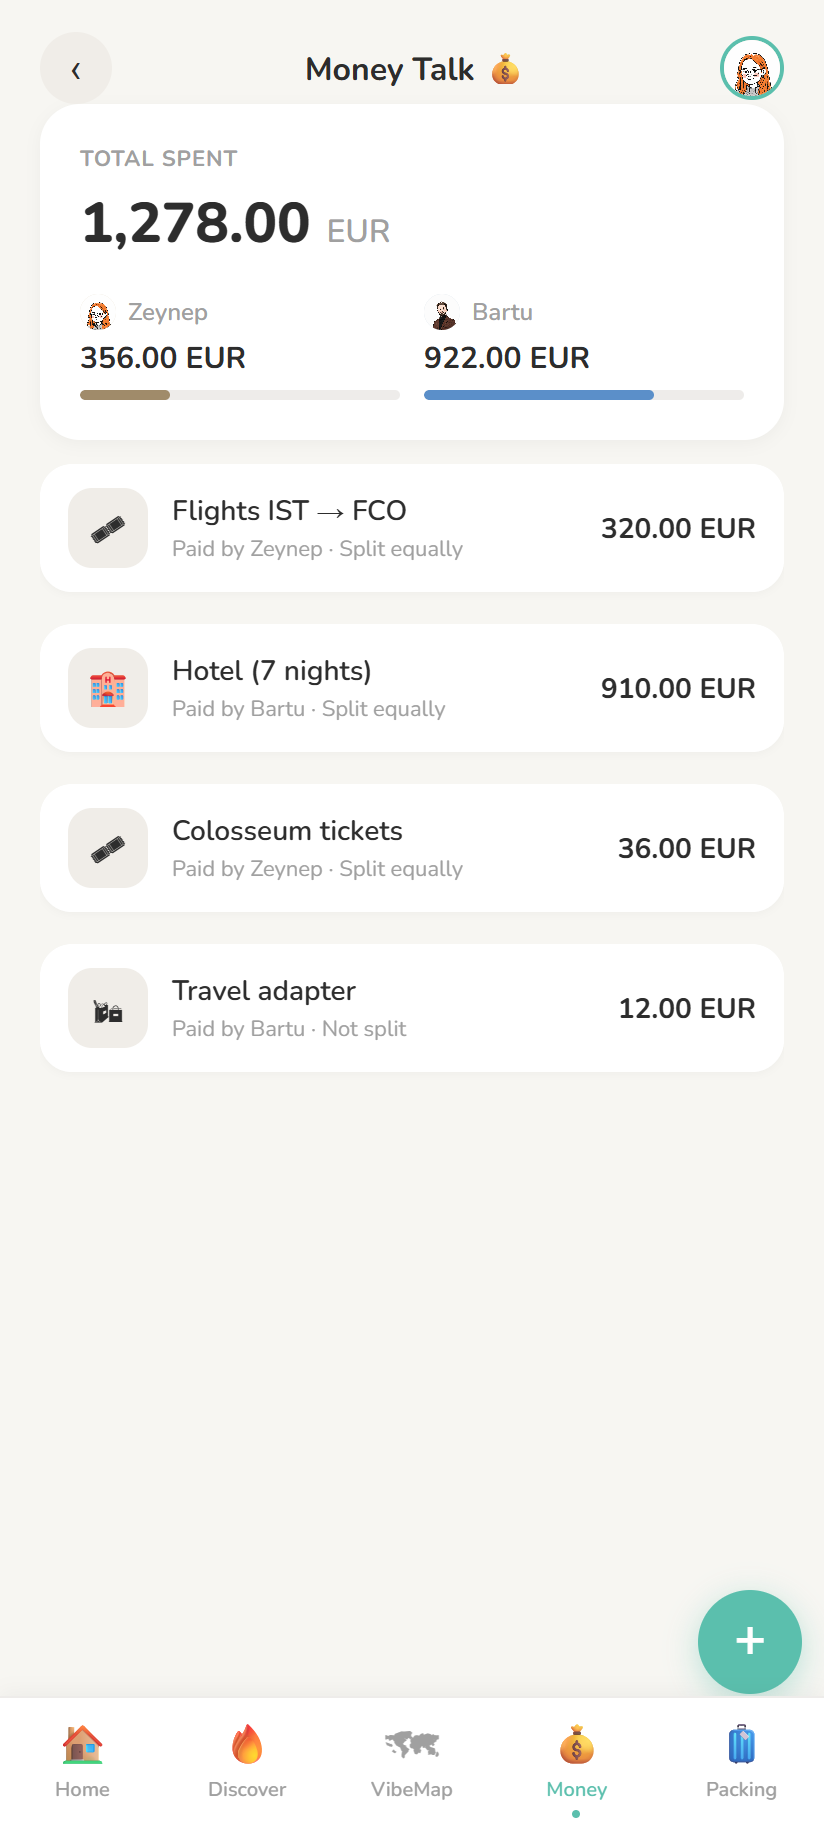 ‹
Money Talk 💰
TOTAL SPENT
1,278.00 EUR
Zeynep
356.00 EUR
Bartu
922.00 EUR
Flights IST → FCO
Paid by Zeynep · Split equally
320.00 EUR
Hotel (7 nights)
Paid by Bartu · Split equally
910.00 EUR
Colosseum tickets
Paid by Zeynep · Split equally
36.00 EUR
Travel adapter
Paid by Bartu · Not split
12.00 EUR
+
Home
Discover
VibeMap
Money
Packing